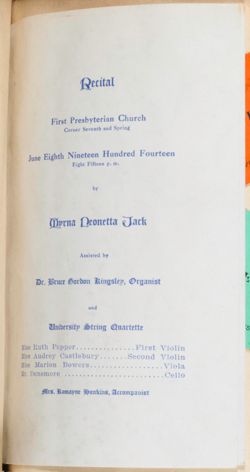 Recital
First Presbyterian Church
Corner Seventh and Spring
June Eighth Nineteen Hundred Fourteen
Eight Fifteen p. m.
by
Myrna Neonetta Jack
Assisted by
Dr. Bruce Gordon Kingsley, Organist
and
University String Quartette
Ruth Pepper...............First Violin
Audrey Castlebury.......Second Violin
Marion Bowers.....................Viola
Densmore.............................Cello
Mrs. Romayne Henkins, Accompanist